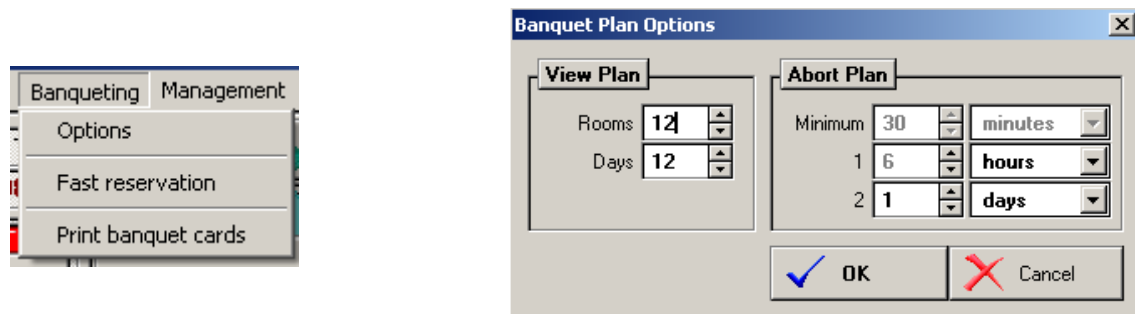 Banqueting Management
Options
Fast reservation
Print banquet cards
Banquet Plan Options
View Plan
Rooms 12
Days 12
Abort Plan
Minimum 30 minutes
1 6 hours
2 1 days
OK Cancel